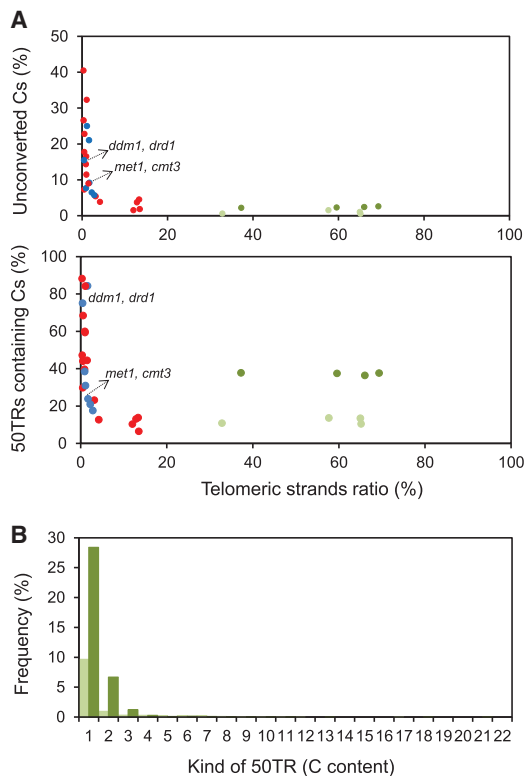 A
50
40
30
20
10
0
Unconverted Cs (%)
ddm1, drd1
met1, cmt3
0 20 40 60 80 100
100
80
60
40
20
0
50TRs containing Cs (%)
ddm1, drd1
met1, cmt3
0 20 40 60 80 100
Telomeric strands ratio (%)
B
30
25
20
15
10
5
0
Frequency (%)
1 2 3 4 5 6 7 8 9 10 11 12 13 14 15 16 17 18 19 20 21 22
Kind of 50TR (C content)